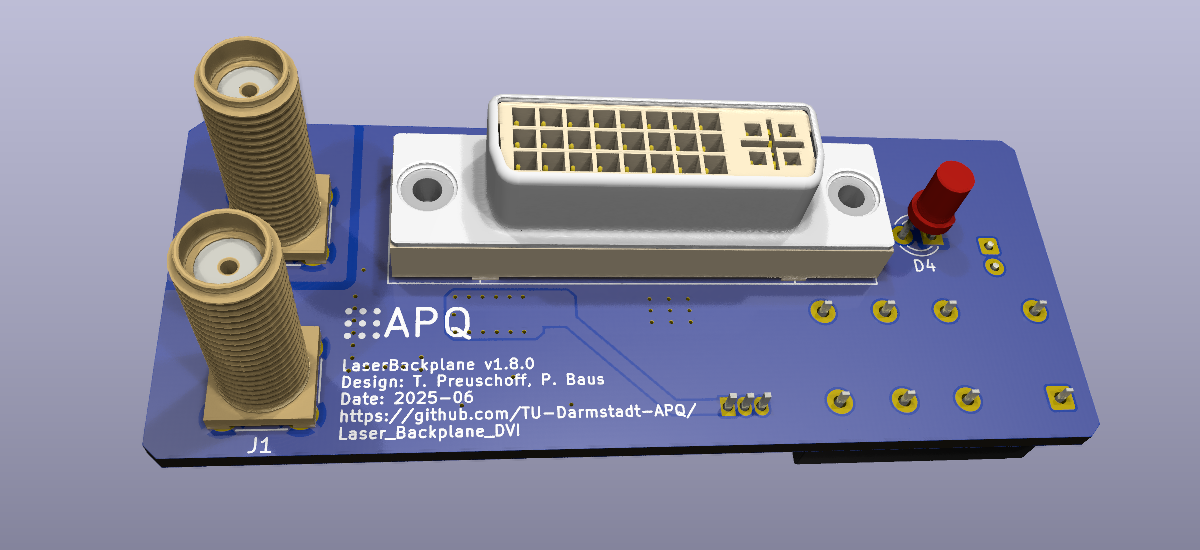 D4
APQ
LaserBackplane v1.8.0
Design: T. Preuschoff, P. Baus
Date: 2025-06
https://github.com/TU-Darmstadt-APQ/
Laser_Backplane_DVI
J1